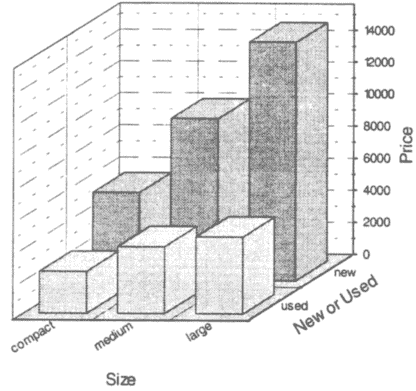 14000
12000
10000
8000
6000
4000
2000
0
Price
new
used
New or Used
compact
medium
large
Size